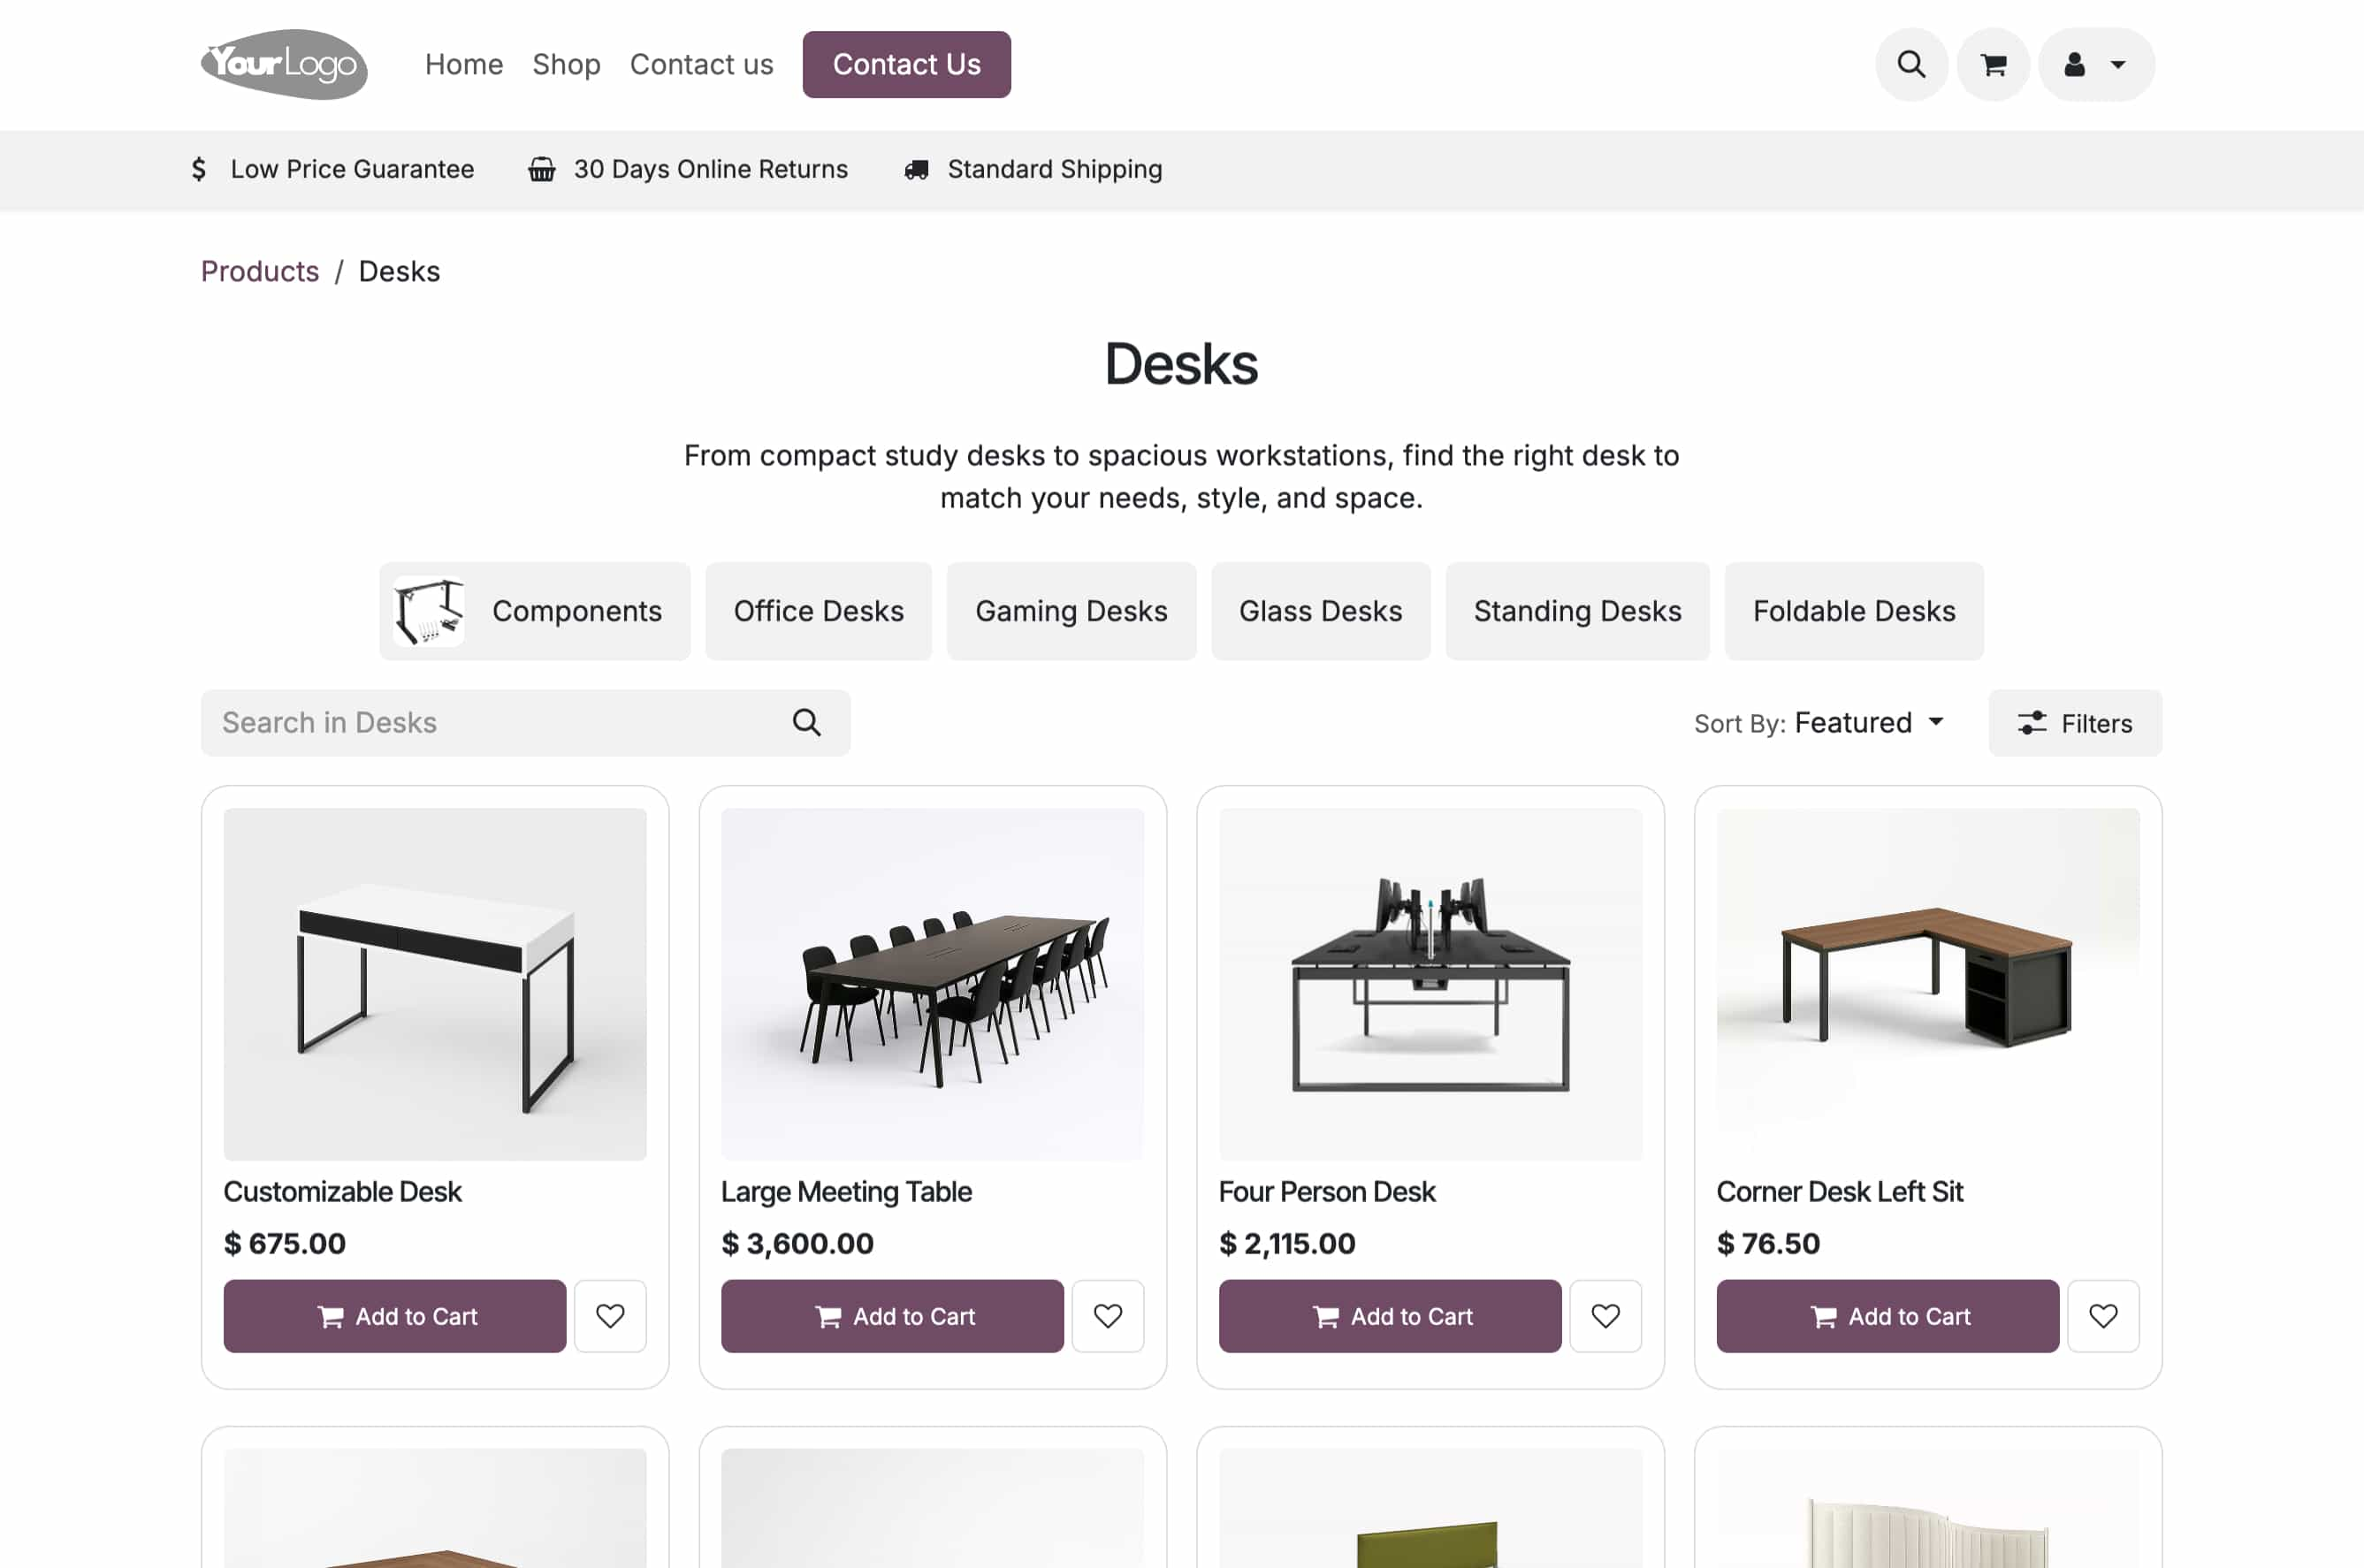 YourLogo
Home
Shop
Contact us
Contact Us
Low Price Guarantee
30 Days Online Returns
Standard Shipping
Products / Desks
Desks
From compact study desks to spacious workstations, find the right desk to
match your needs, style, and space.
Components
Office Desks
Gaming Desks
Glass Desks
Standing Desks
Foldable Desks
Search in Desks
Sort By: Featured
Filters
Customizable Desk
$ 675.00
Add to Cart
Large Meeting Table
$ 3,600.00
Add to Cart
Four Person Desk
$ 2,115.00
Add to Cart
Corner Desk Left Sit
$ 76.50
Add to Cart